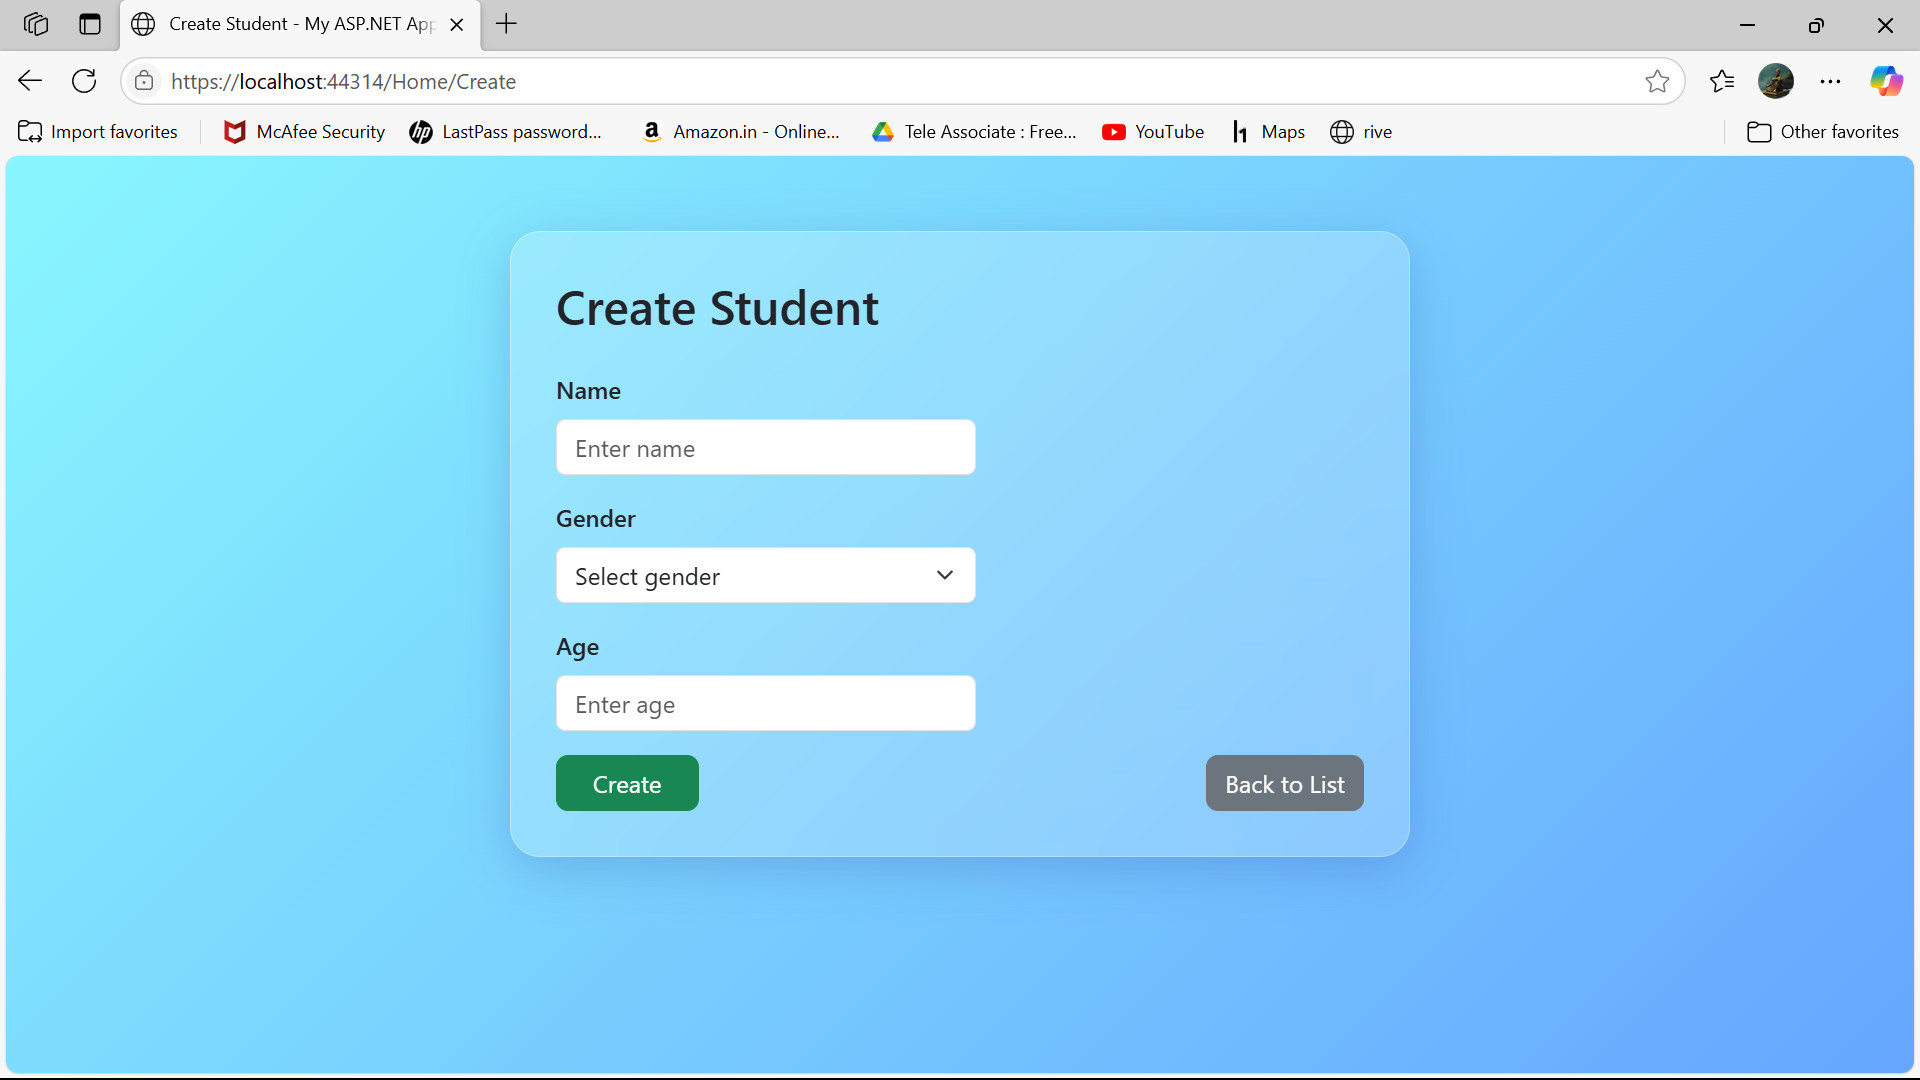 Create Student - My ASP.NET App
https://localhost:44314/Home/Create
Import favorites McAfee Security LastPass password... Amazon.in - Online... Tele Associate : Free... YouTube Maps rive Other favorites
Create Student
Name
Enter name
Gender
Select gender
Age
Enter age
Create Back to List